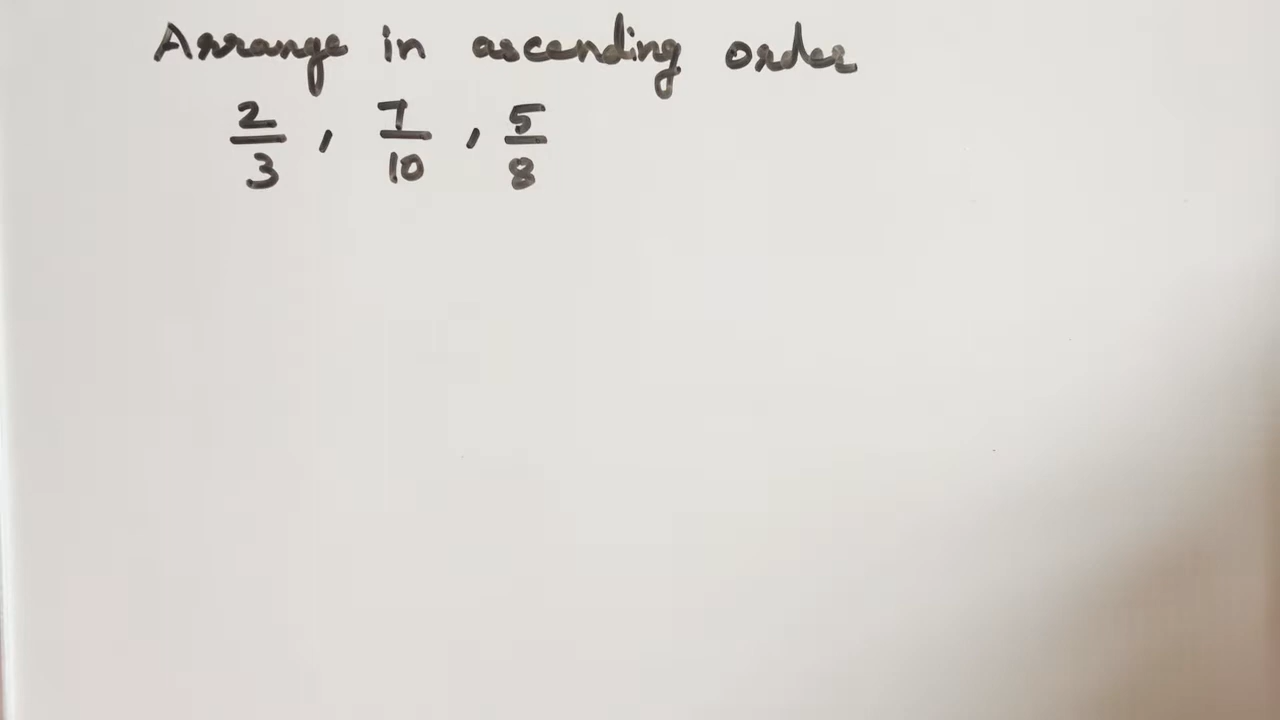 Arrange in ascending order
2/3 , 7/10 , 5/8